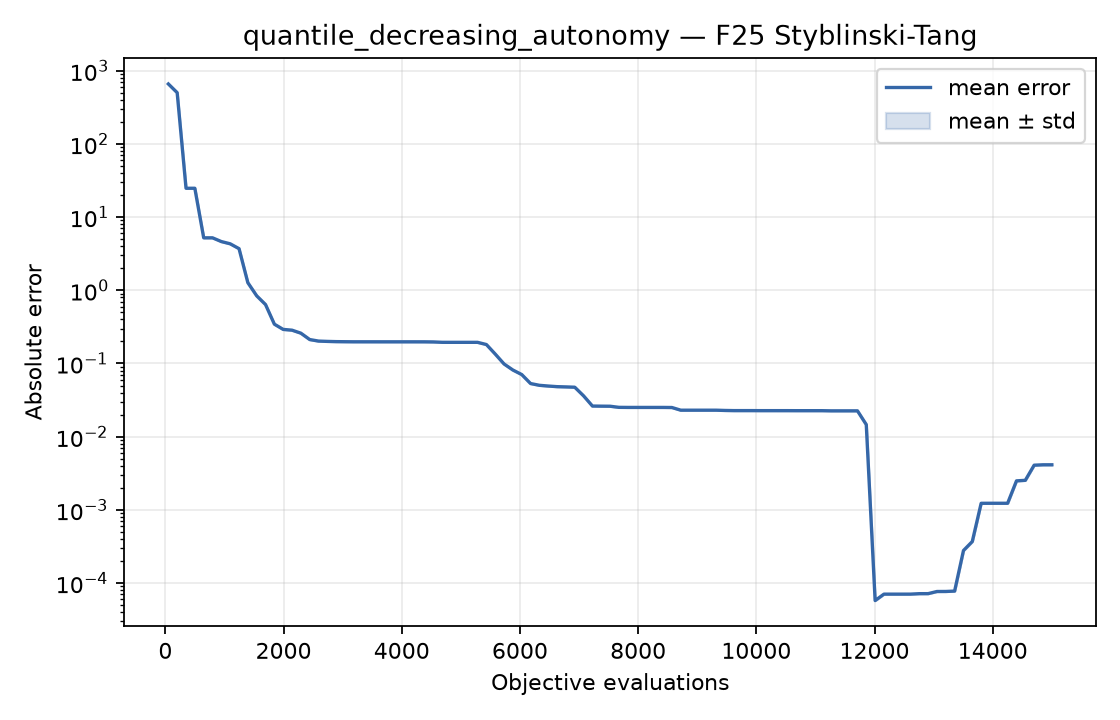 quantile_decreasing_autonomy — F25 Styblinski-Tang
mean error
mean ± std
Absolute error
10³
10²
10¹
10⁰
10⁻¹
10⁻²
10⁻³
10⁻⁴
0 2000 4000 6000 8000 10000 12000 14000
Objective evaluations